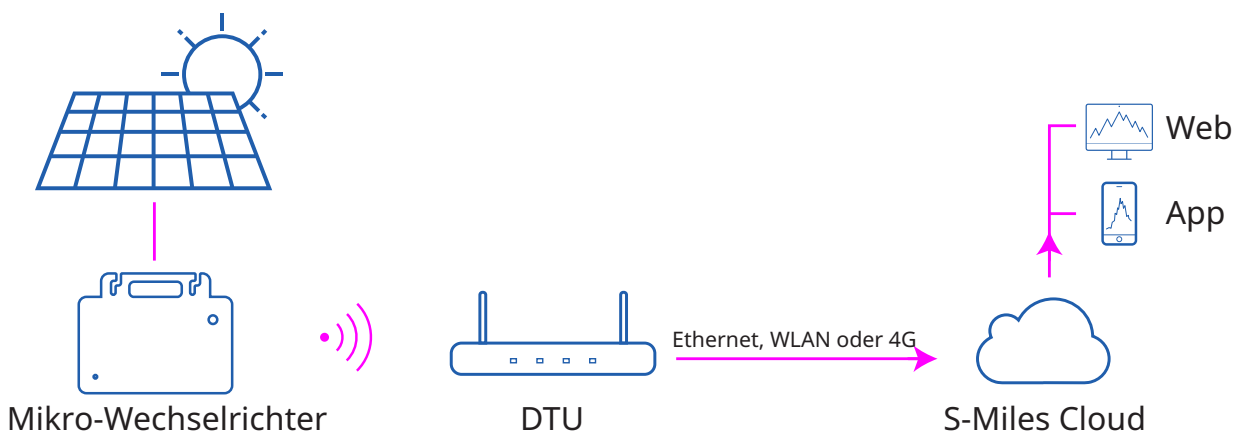 Web
App
Ethernet, WLAN oder 4G
Mikro-Wechselrichter
DTU
S-Miles Cloud